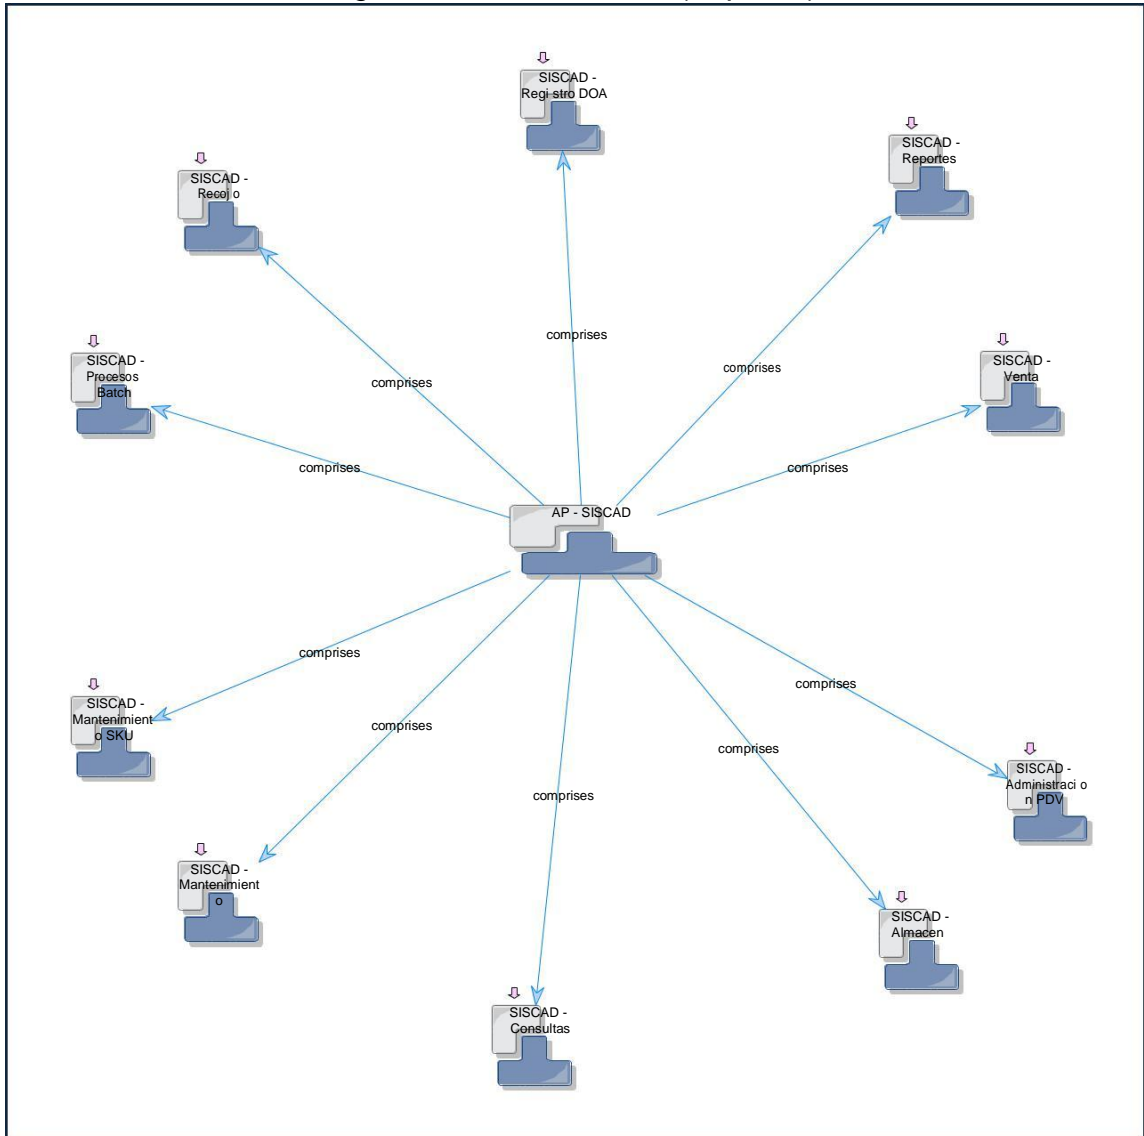 SISCAD -
Regi stro DOA
SISCAD -
Reportes
SISCAD -
Recoj o
comprises
SISCAD -
Procesos
Batch
SISCAD -
Venta
comprises
comprises
comprises
comprises
AP - SISCAD
comprises
comprises
SISCAD -
Mantenimient
o SKU
comprises
comprises
SISCAD -
Administraci o
n PDV
comprises
SISCAD -
Mantenimient
o
SISCAD -
Almacen
SISCAD -
Consultas